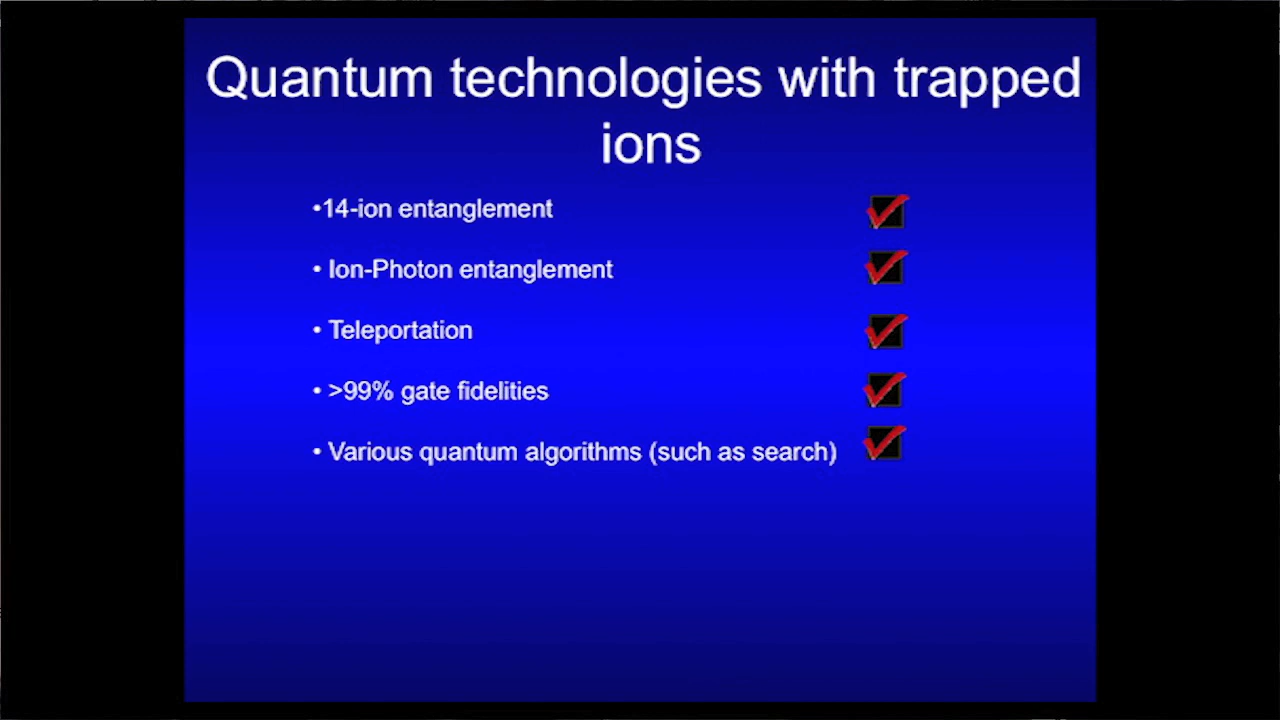 Quantum technologies with trapped
ions
•14-ion entanglement
• Ion-Photon entanglement
• Teleportation
• >99% gate fidelities
• Various quantum algorithms (such as search)